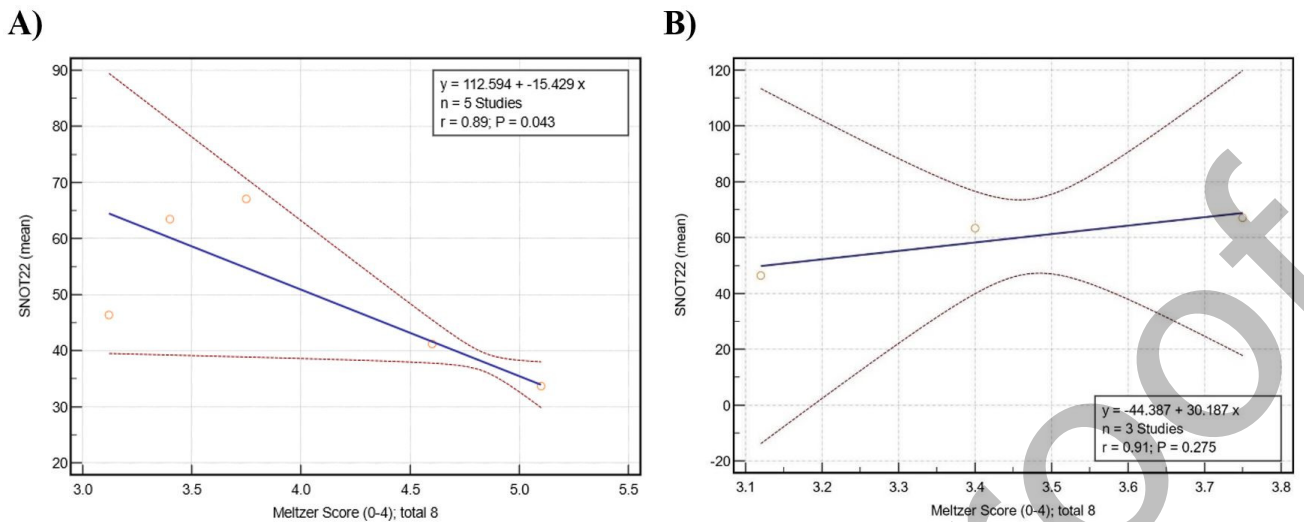 A)
B)
90
80
70
60
50
40
30
20
SNOT22 (mean)
y = 112.594 + -15.429 x
n = 5 Studies
r = 0.89; P = 0.043
3.0 3.5 4.0 4.5 5.0 5.5
Meltzer Score (0-4); total 8
120
100
80
60
40
20
0
-20
SNOT22 (mean)
y = -44.387 + 30.187 x
n = 3 Studies
r = 0.91; P = 0.275
3.1 3.2 3.3 3.4 3.5 3.6 3.7 3.8
Meltzer Score (0-4); total 8
oof